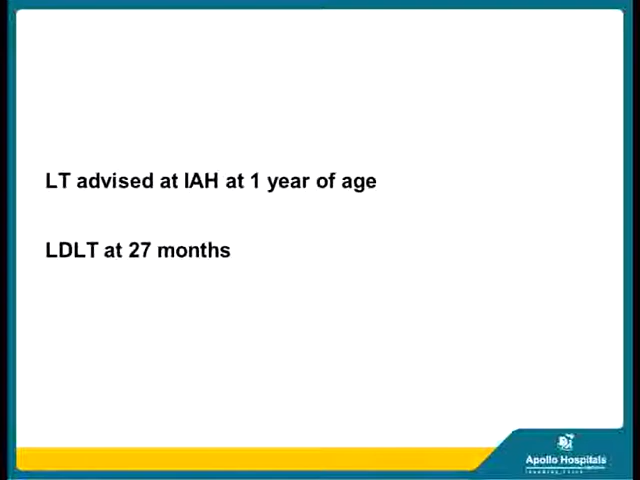 LT advised at IAH at 1 year of age
LDLT at 27 months
Apollo Hospitals